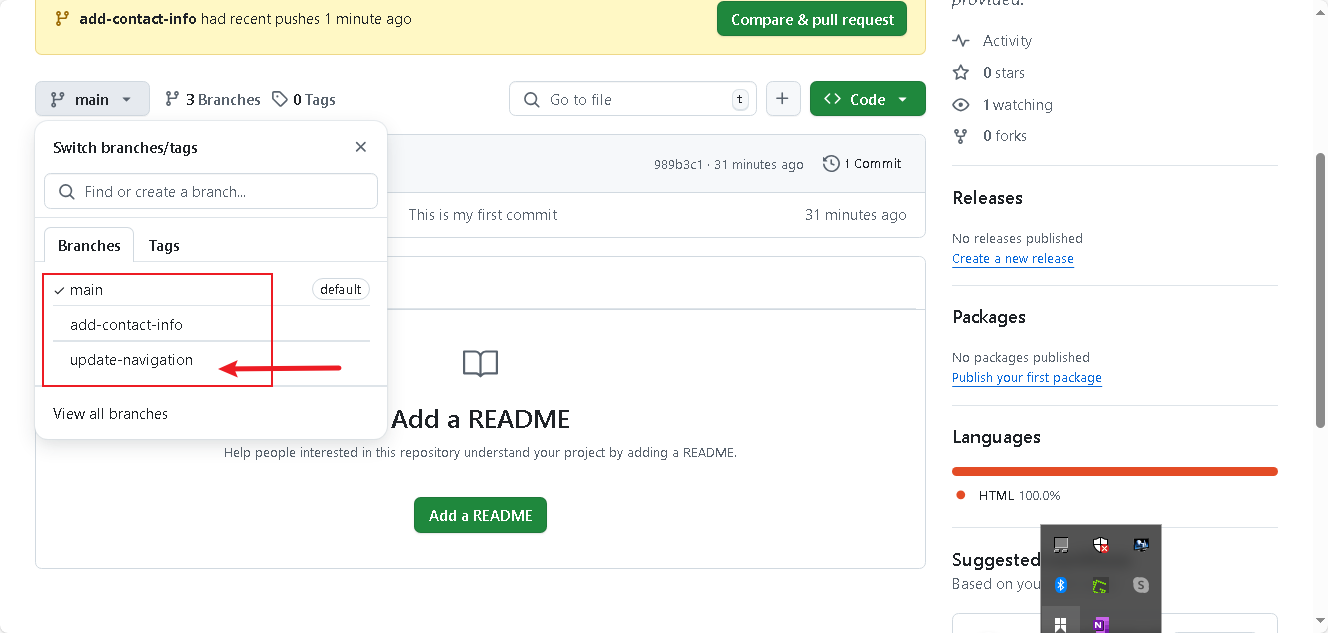 add-contact-info had recent pushes 1 minute ago
Compare & pull request
provided.
Activity
0 stars
1 watching
0 forks
main
3 Branches
0 Tags
Go to file
t
Code
Switch branches/tags
Find or create a branch...
Branches
Tags
main
default
add-contact-info
update-navigation
View all branches
989b3c1 · 31 minutes ago
1 Commit
This is my first commit
31 minutes ago
Add a README
Help people interested in this repository understand your project by adding a README.
Add a README
Releases
No releases published
Create a new release
Packages
No packages published
Publish your first package
Languages
HTML 100.0%
Suggested
Based on you